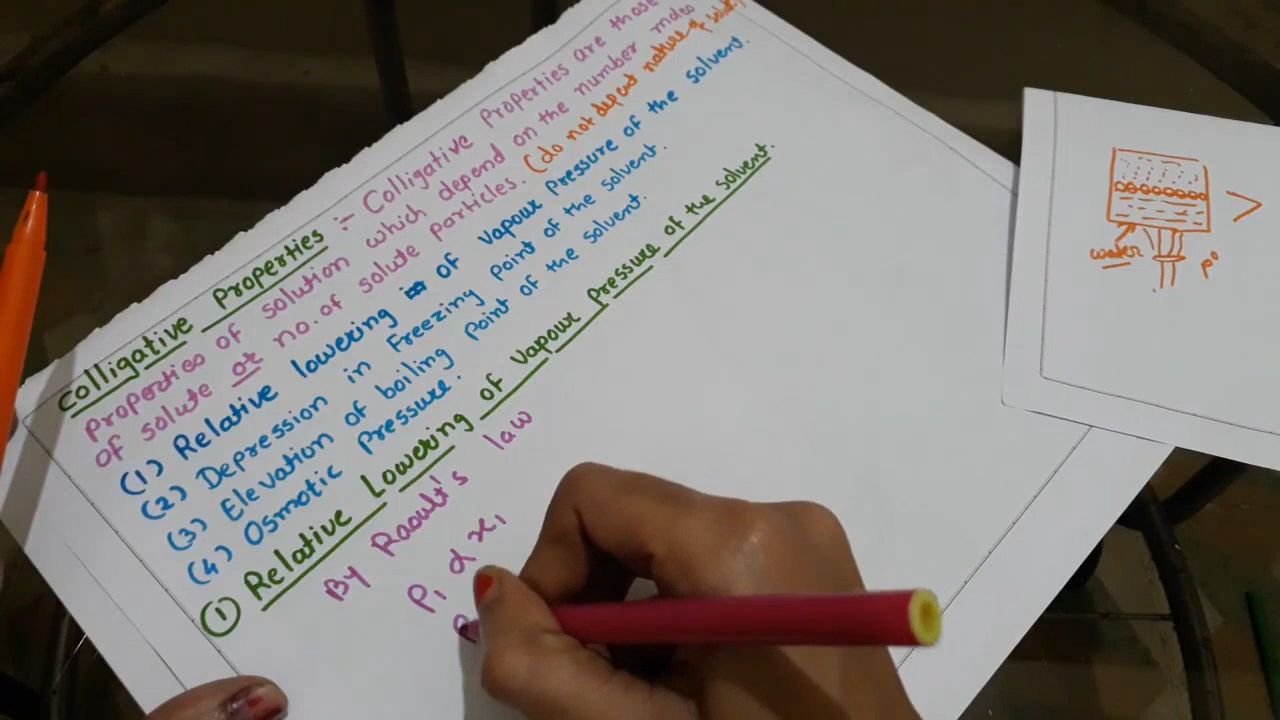 Colligative Properties :- Colligative Properties are those
properties of solution which depend on the number moles
of solute or no. of solute particles. (do not depent nature of
(1) Relative lowering of vapour Pressure of the solvent.
(2) Depression in Freezing point of the solvent.
(3) Elevation of boiling point of the solvent.
(4) Osmotic Pressure.
(1) Relative Lowering of vapour Pressure of the solvent.
By Raoult's law
P₁ ∝ x₁
P
water
p°